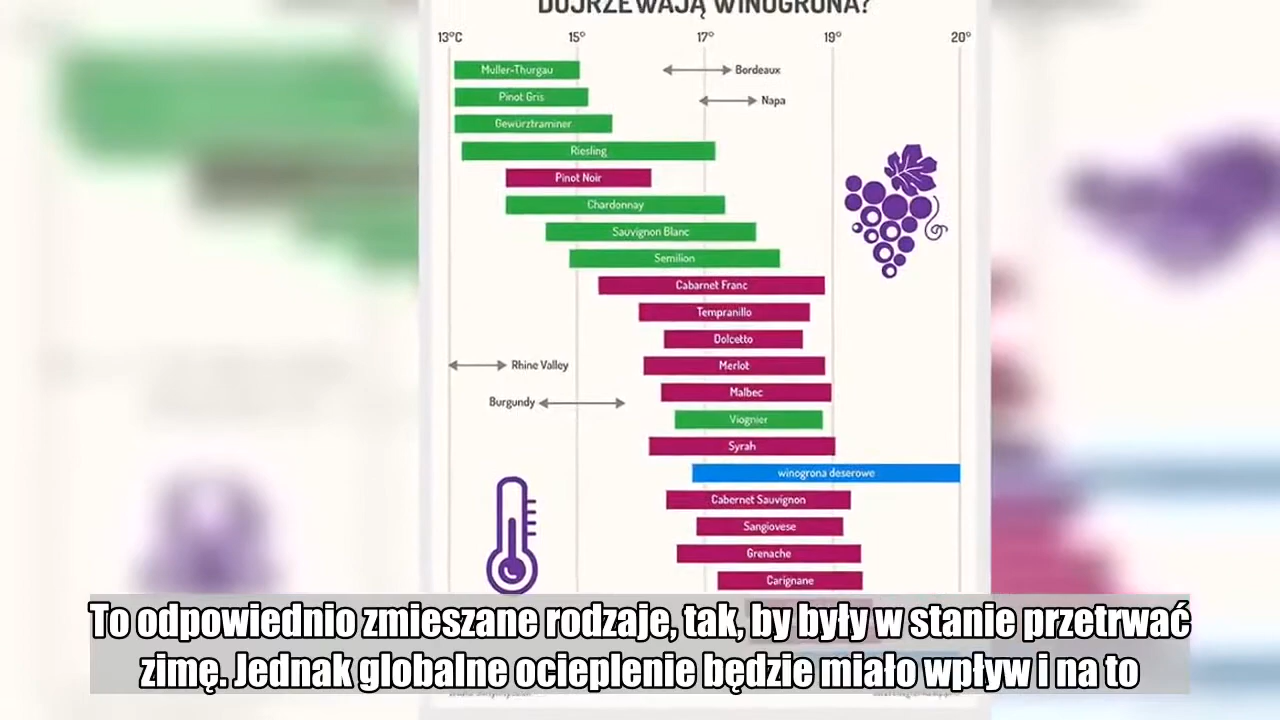 DOJRZEWAJĄ WINOGRONA?
13°C 15° 17° 19° 20°
Muller-Thurgau
Bordeaux
Pinot Gris
Napa
Gewürztraminer
Riesling
Pinot Noir
Chardonnay
Sauvignon Blanc
Semilion
Cabarnet Franc
Tempranillo
Dolcetto
Rhine Valley
Merlot
Malbec
Burgundy
Viognier
Syrah
winogrona deserowe
Cabernet Sauvignon
Sangiovese
Grenache
Carignane
To odpowiednio zmieszane rodzaje, tak, by były w stanie przetrwać
zimę. Jednak globalne ocieplenie będzie miało wpływ i na to